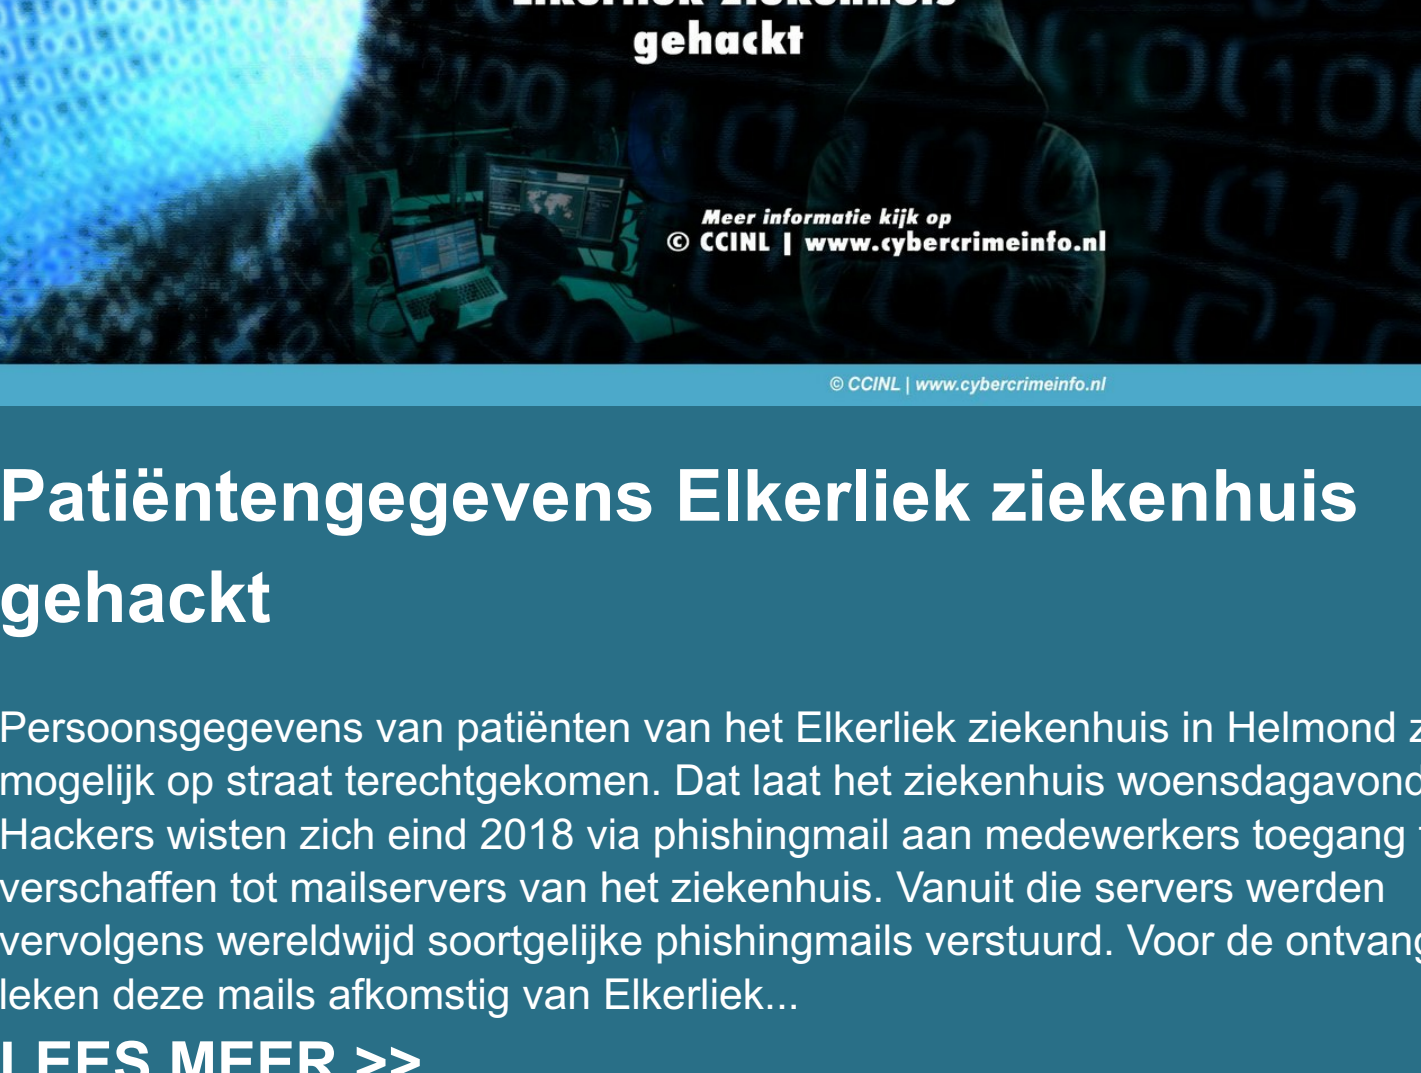 Elkerliek ziekenhuis
gehackt
Meer informatie kijk op
© CCINL | www.cybercrimeinfo.nl
© CCINL | www.cybercrimeinfo.nl
Patiëntengegevens Elkerliek ziekenhuis
gehackt
Persoonsgegevens van patiënten van het Elkerliek ziekenhuis in Helmond
mogelijk op straat terechtgekomen. Dat laat het ziekenhuis woensdagavond
Hackers wisten zich eind 2018 via phishingmail aan medewerkers toegang
verschaffen tot mailservers van het ziekenhuis. Vanuit die servers werden
vervolgens wereldwijd soortgelijke phishingmails verstuurd. Voor de
leken deze mails afkomstig van Elkerliek...
LEES MEER >>